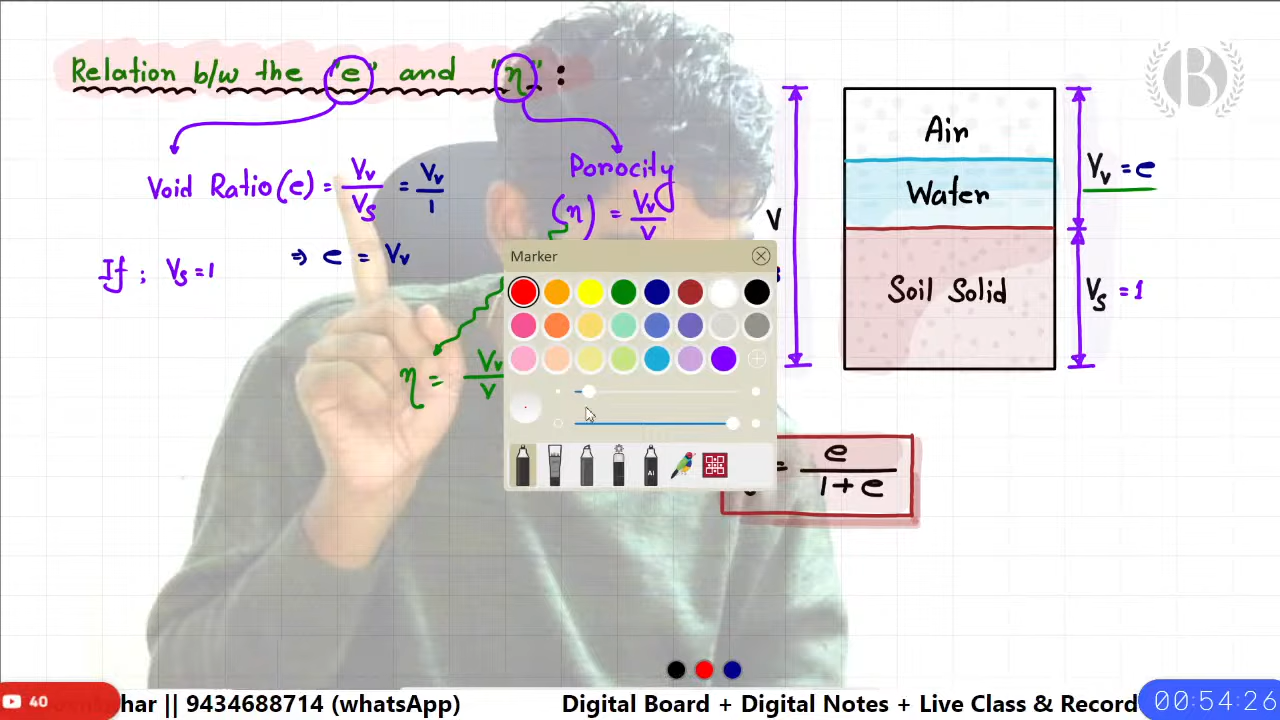 Relation b/w the "e" and "η" :
Void Ratio (e) = Vv/Vs = Vv/1
Porocity
(η) = Vv/V
If ; Vs = 1
⇒ e = Vv
η = Vv/V
Marker
AI
= e/(1+e)
V
Air
Water
Soil Solid
Vv = e
Vs = 1
B
40
har || 9434688714 (whatsApp)
Digital Board + Digital Notes + Live Class & Record
00:54:26